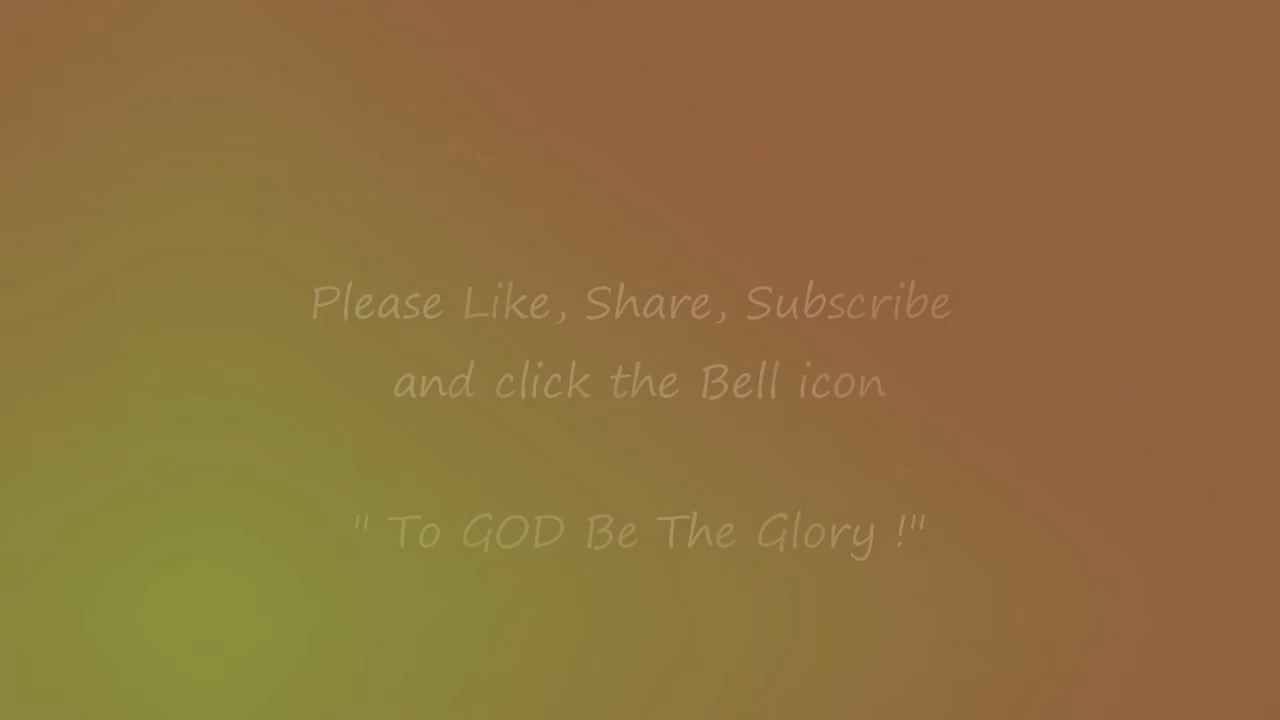 Please Like, Share, Subscribe
and click the Bell icon
" To GOD Be The Glory !"